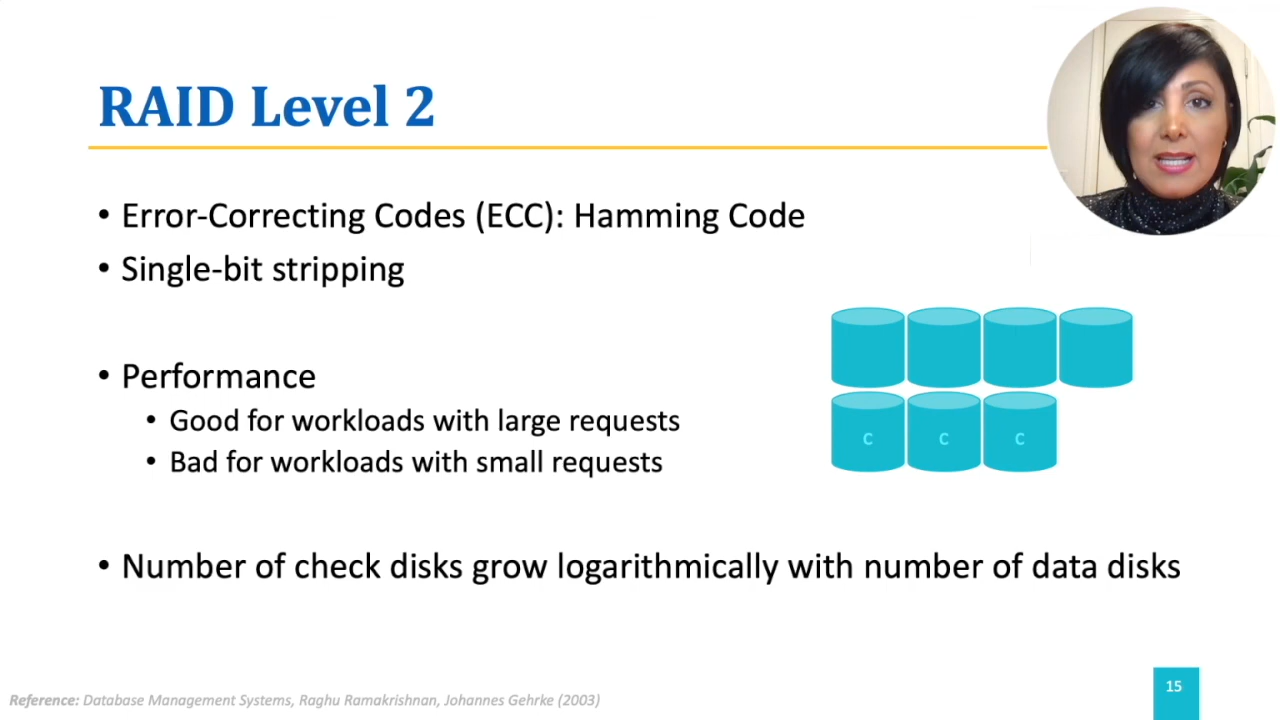 RAID Level 2
• Error-Correcting Codes (ECC): Hamming Code
• Single-bit stripping
• Performance
• Good for workloads with large requests
• Bad for workloads with small requests
C C C
• Number of check disks grow logarithmically with number of data disks
Reference: Database Management Systems, Raghu Ramakrishnan, Johannes Gehrke (2003)
15